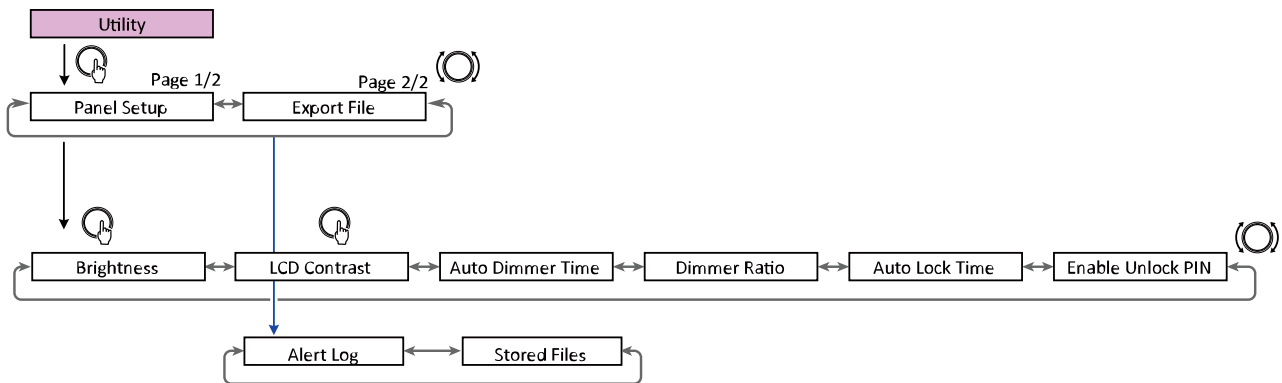 Utility
Page 1/2
Page 2/2
Panel Setup
Export File
Brightness
LCD Contrast
Auto Dimmer Time
Dimmer Ratio
Auto Lock Time
Enable Unlock PIN
Alert Log
Stored Files